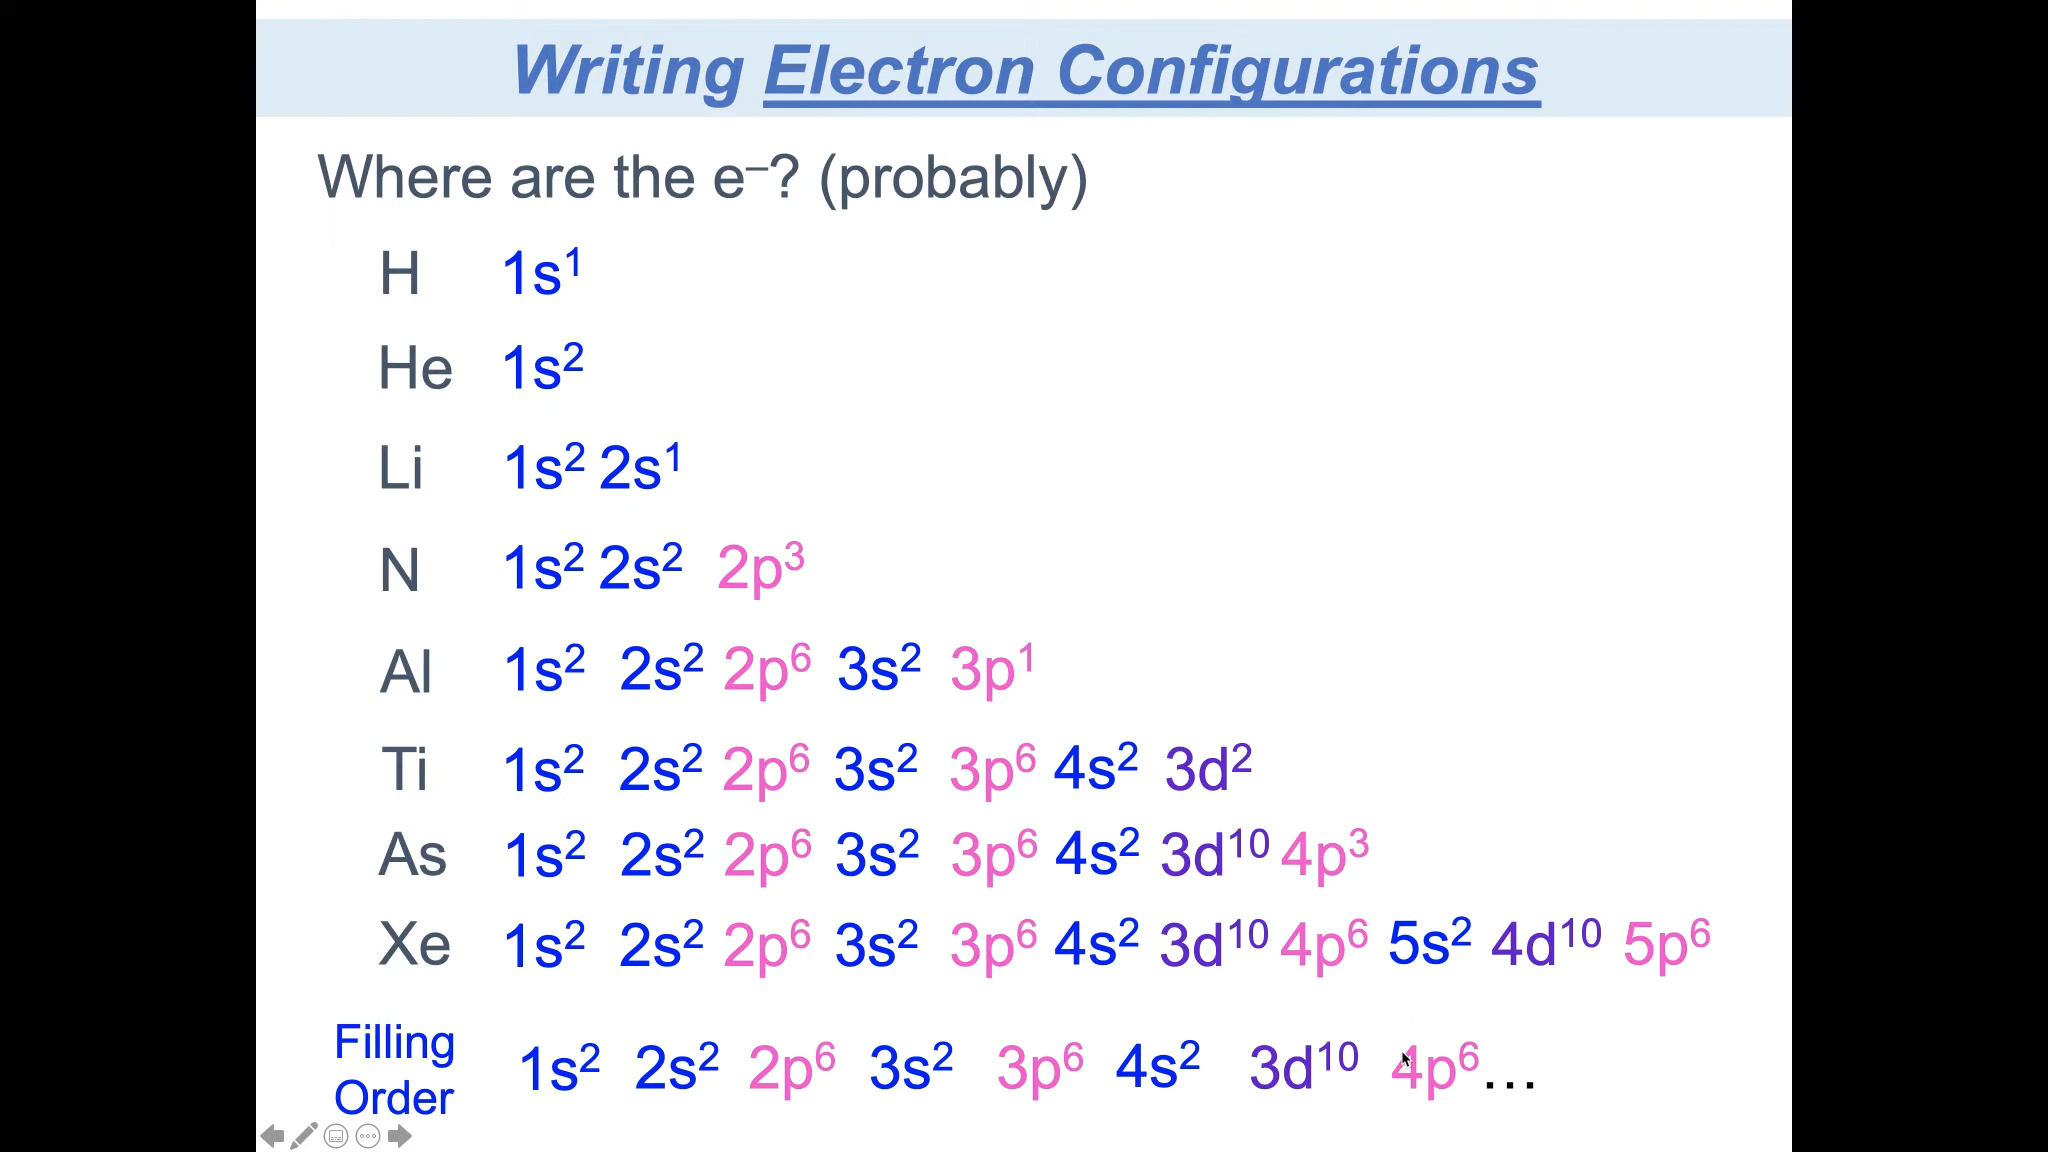 Writing Electron Configurations
Where are the e⁻? (probably)
H 1s¹
He 1s²
Li 1s² 2s¹
N 1s² 2s² 2p³
Al 1s² 2s² 2p⁶ 3s² 3p¹
Ti 1s² 2s² 2p⁶ 3s² 3p⁶ 4s² 3d²
As 1s² 2s² 2p⁶ 3s² 3p⁶ 4s² 3d¹⁰ 4p³
Xe 1s² 2s² 2p⁶ 3s² 3p⁶ 4s² 3d¹⁰ 4p⁶ 5s² 4d¹⁰ 5p�6
Filling
Order
1s² 2s² 2p⁶ 3s² 3p⁶ 4s² 3d¹⁰ 4p⁶...